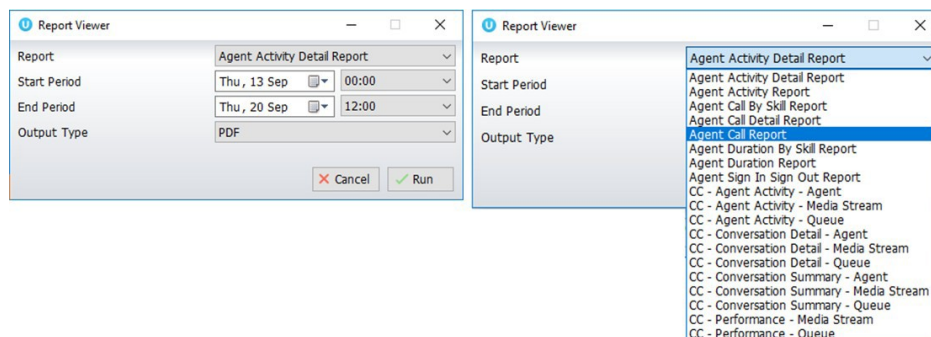 Report Viewer
Report
Agent Activity Detail Report
Start Period
Thu, 13 Sep
00:00
End Period
Thu, 20 Sep
12:00
Output Type
PDF
Cancel
Run
Report Viewer
Report
Agent Activity Detail Report
Start Period
End Period
Output Type
Agent Activity Detail Report
Agent Activity Report
Agent Call By Skill Report
Agent Call Detail Report
Agent Call Report
Agent Duration By Skill Report
Agent Duration Report
Agent Sign In Sign Out Report
CC - Agent Activity - Agent
CC - Agent Activity - Media Stream
CC - Agent Activity - Queue
CC - Conversation Detail - Agent
CC - Conversation Detail - Media Stream
CC - Conversation Detail - Queue
CC - Conversation Summary - Agent
CC - Conversation Summary - Media Stream
CC - Conversation Summary - Queue
CC - Performance - Media Stream
CC - Performance - Queue